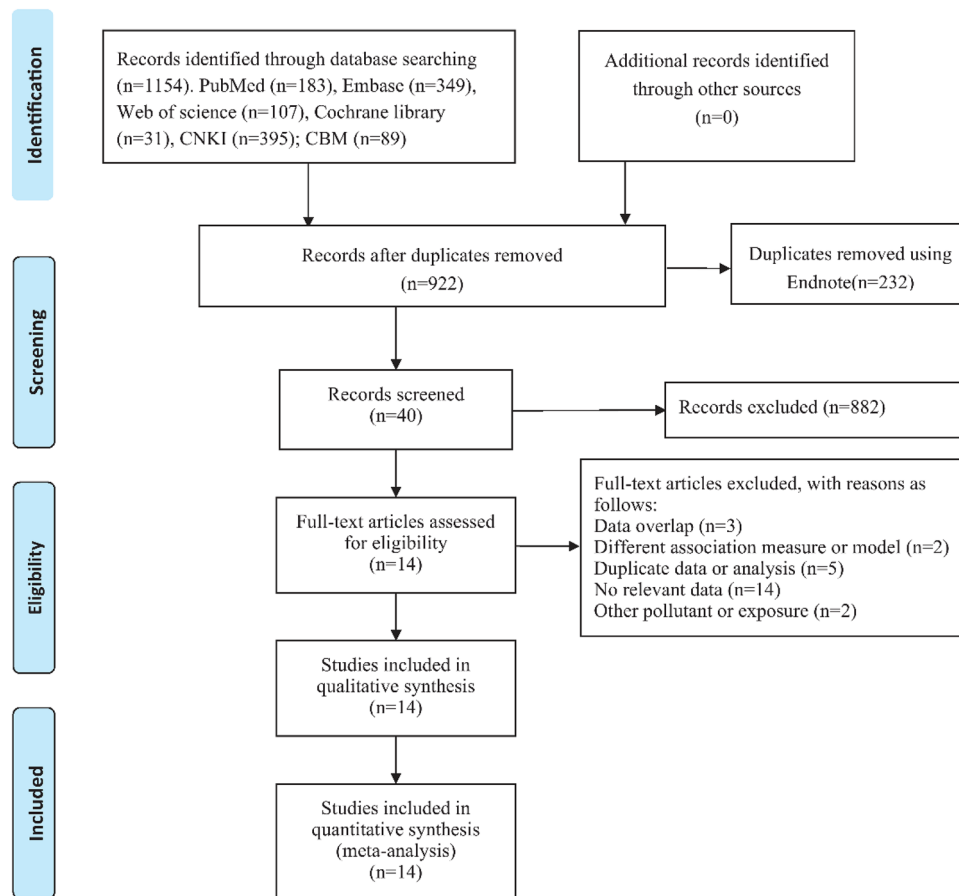 Identification
Records identified through database searching
(n=1154). PubMed (n=183), Embase (n=349),
Web of science (n=107), Cochrane library
(n=31), CNKI (n=395); CBM (n=89)
Additional records identified
through other sources
(n=0)
Records after duplicates removed
(n=922)
Duplicates removed using
Endnote(n=232)
Screening
Records screened
(n=40)
Records excluded (n=882)
Eligibility
Full-text articles assessed
for eligibility
(n=14)
Full-text articles excluded, with reasons as
follows:
Data overlap (n=3)
Different association measure or model (n=2)
Duplicate data or analysis (n=5)
No relevant data (n=14)
Other pollutant or exposure (n=2)
Studies included in
qualitative synthesis
(n=14)
Included
Studies included in
quantitative synthesis
(meta-analysis)
(n=14)